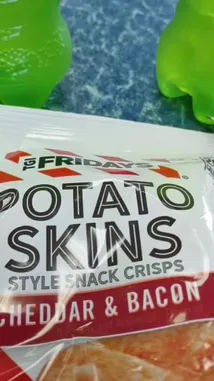 TGI FRIDAYS
POTATO
SKINS
STYLE SNACK CRISPS
CHEDDAR & BACON